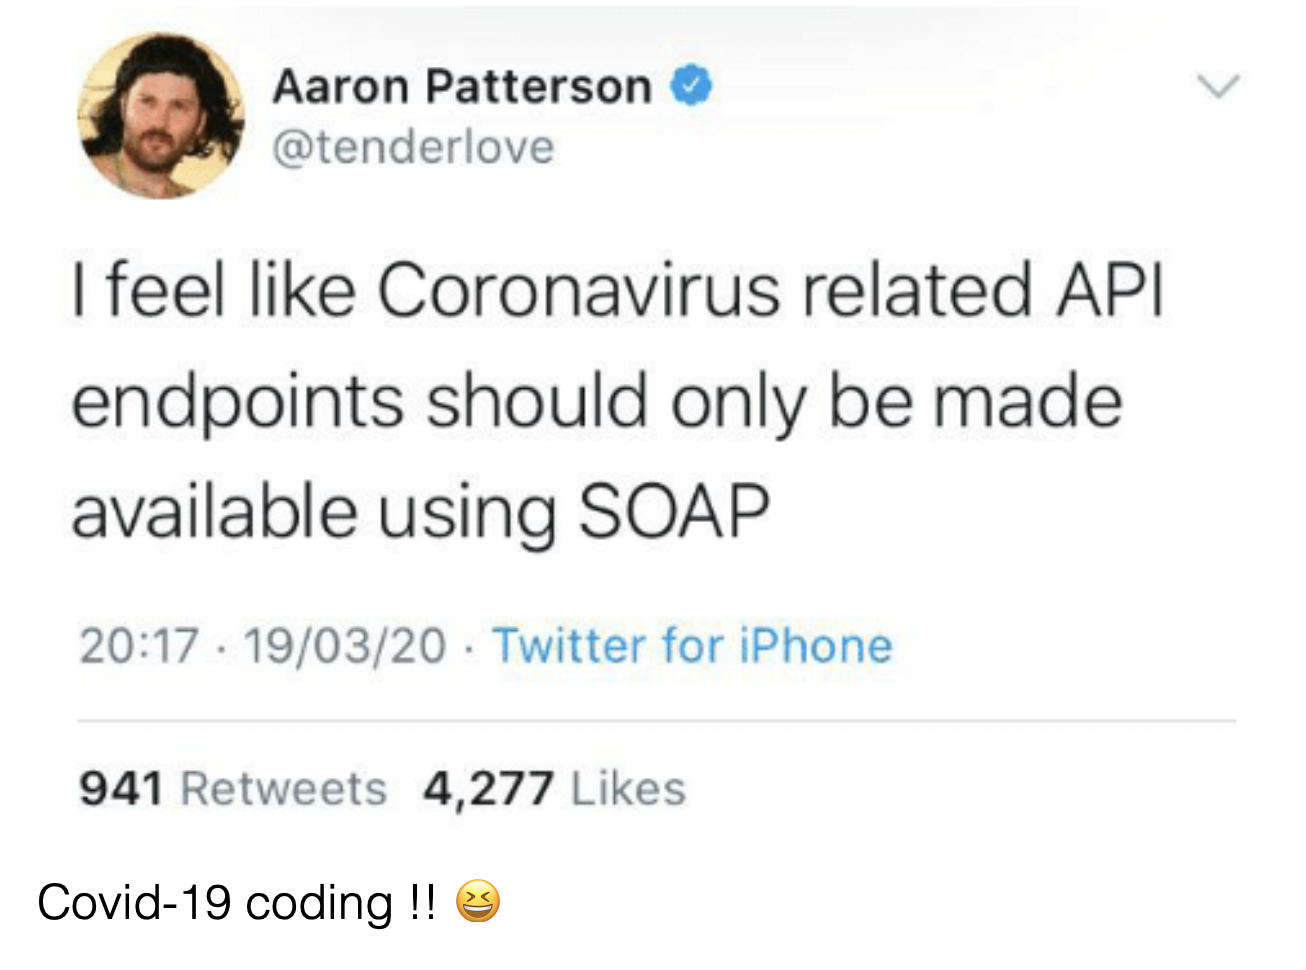 Aaron Patterson
@tenderlove
I feel like Coronavirus related API
endpoints should only be made
available using SOAP
20:17 · 19/03/20 · Twitter for iPhone
941 Retweets 4,277 Likes
Covid-19 coding !! 😆